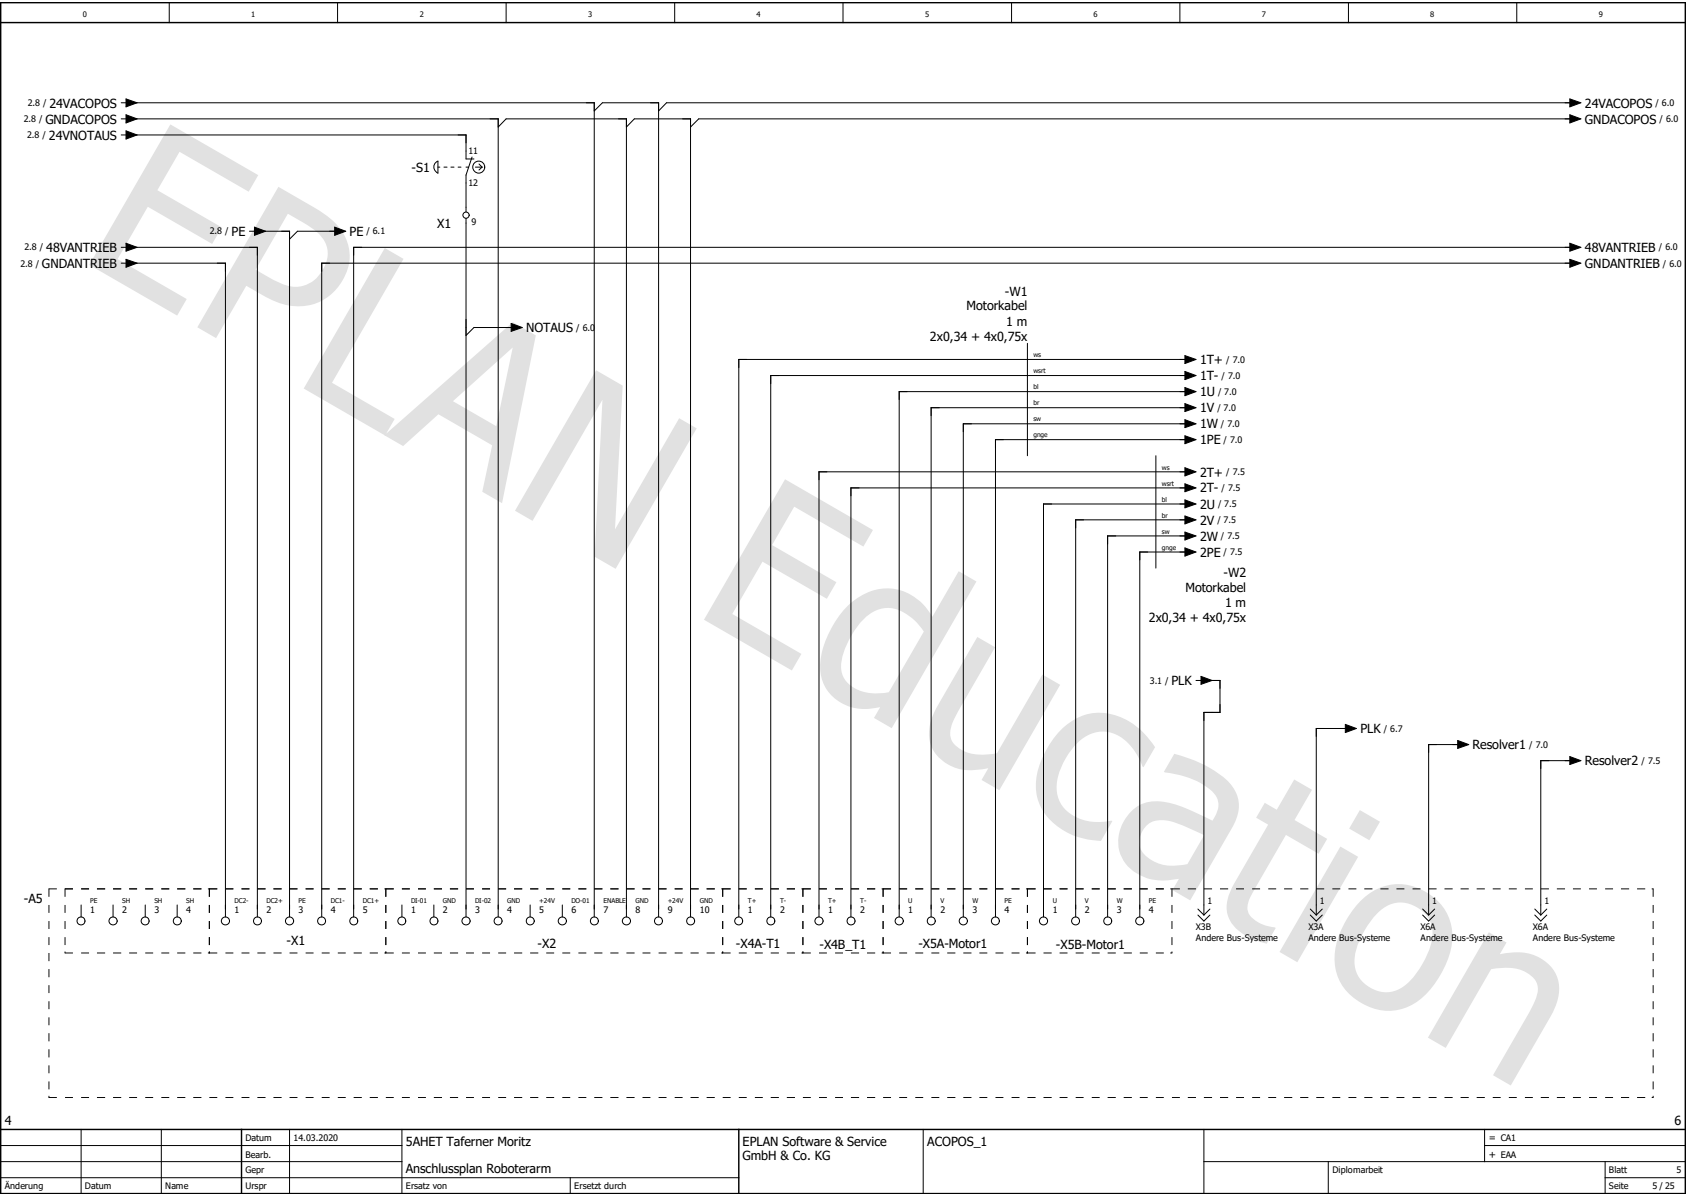 0 1 2 3 4 5 6 7 8 9
2.8 / 24VACOPOS
24VACOPOS / 6.0
2.8 / GNDACOPOS
GNDACOPOS / 6.0
2.8 / 24VNOTAUS
11
-S1
12
X1
9
2.8 / PE
PE / 6.1
2.8 / 48VANTRIEB
48VANTRIEB / 6.0
2.8 / GNDANTRIEB
GNDANTRIEB / 6.0
-W1
Motorkabel
1 m
2x0,34 + 4x0,75x
NOTAUS / 6.0
ws 1T+ / 7.0
wsrt 1T- / 7.0
bl 1U / 7.0
br 1V / 7.0
sw 1W / 7.0
gnge 1PE / 7.0
ws 2T+ / 7.5
wsrt 2T- / 7.5
bl 2U / 7.5
br 2V / 7.5
sw 2W / 7.5
gnge 2PE / 7.5
-W2
Motorkabel
1 m
2x0,34 + 4x0,75x
3.1 / PLK
PLK / 6.7
Resolver1 / 7.0
Resolver2 / 7.5
EPLAN Education
-A5
PE SH SH SH DC2- DC2+ PE DC1- DC1+ DI-01 GND DI-02 GND +24V DO-01 ENABLE GND +24V GND T+ T- T+ T- U V W PE U V W PE
1 2 3 4 1 2 3 4 5 1 2 3 4 5 6 7 8 9 10 1 2 1 2 1 2 3 4 1 2 3 4 1 1 1 1
X3B X3A X6A X6A
Andere Bus-Systeme Andere Bus-Systeme Andere Bus-Systeme Andere Bus-Systeme
-X1 -X2 -X4A-T1 -X4B_T1 -X5A-Motor1 -X5B-Motor1
4
6
Datum 14.03.2020 5AHET Taferner Moritz EPLAN Software & Service ACOPOS_1 = CA1
Bearb. GmbH & Co. KG + EAA
Gepr Anschlussplan Roboterarm Diplomarbeit Blatt 5
Änderung Datum Name Urspr Ersatz von Ersetzt durch Seite 5 / 25